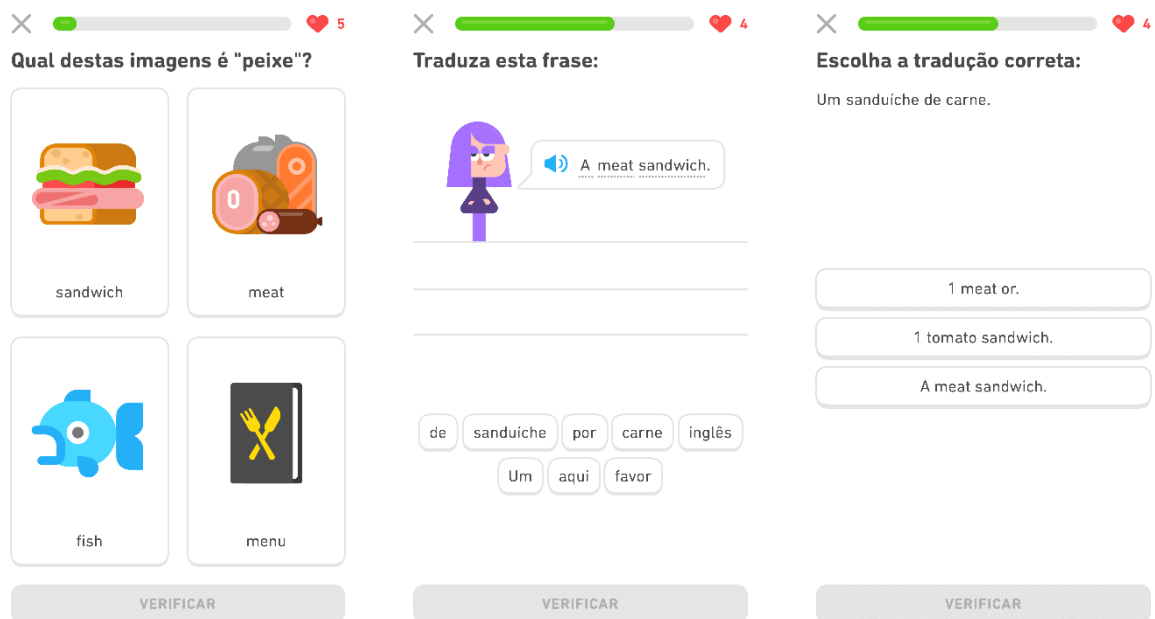 5
Qual destas imagens é "peixe"?
sandwich
meat
fish
menu
VERIFICAR
4
Traduza esta frase:
A meat sandwich.
de sanduíche por carne inglês
Um aqui favor
VERIFICAR
4
Escolha a tradução correta:
Um sanduíche de carne.
1 meat or.
1 tomato sandwich.
A meat sandwich.
VERIFICAR